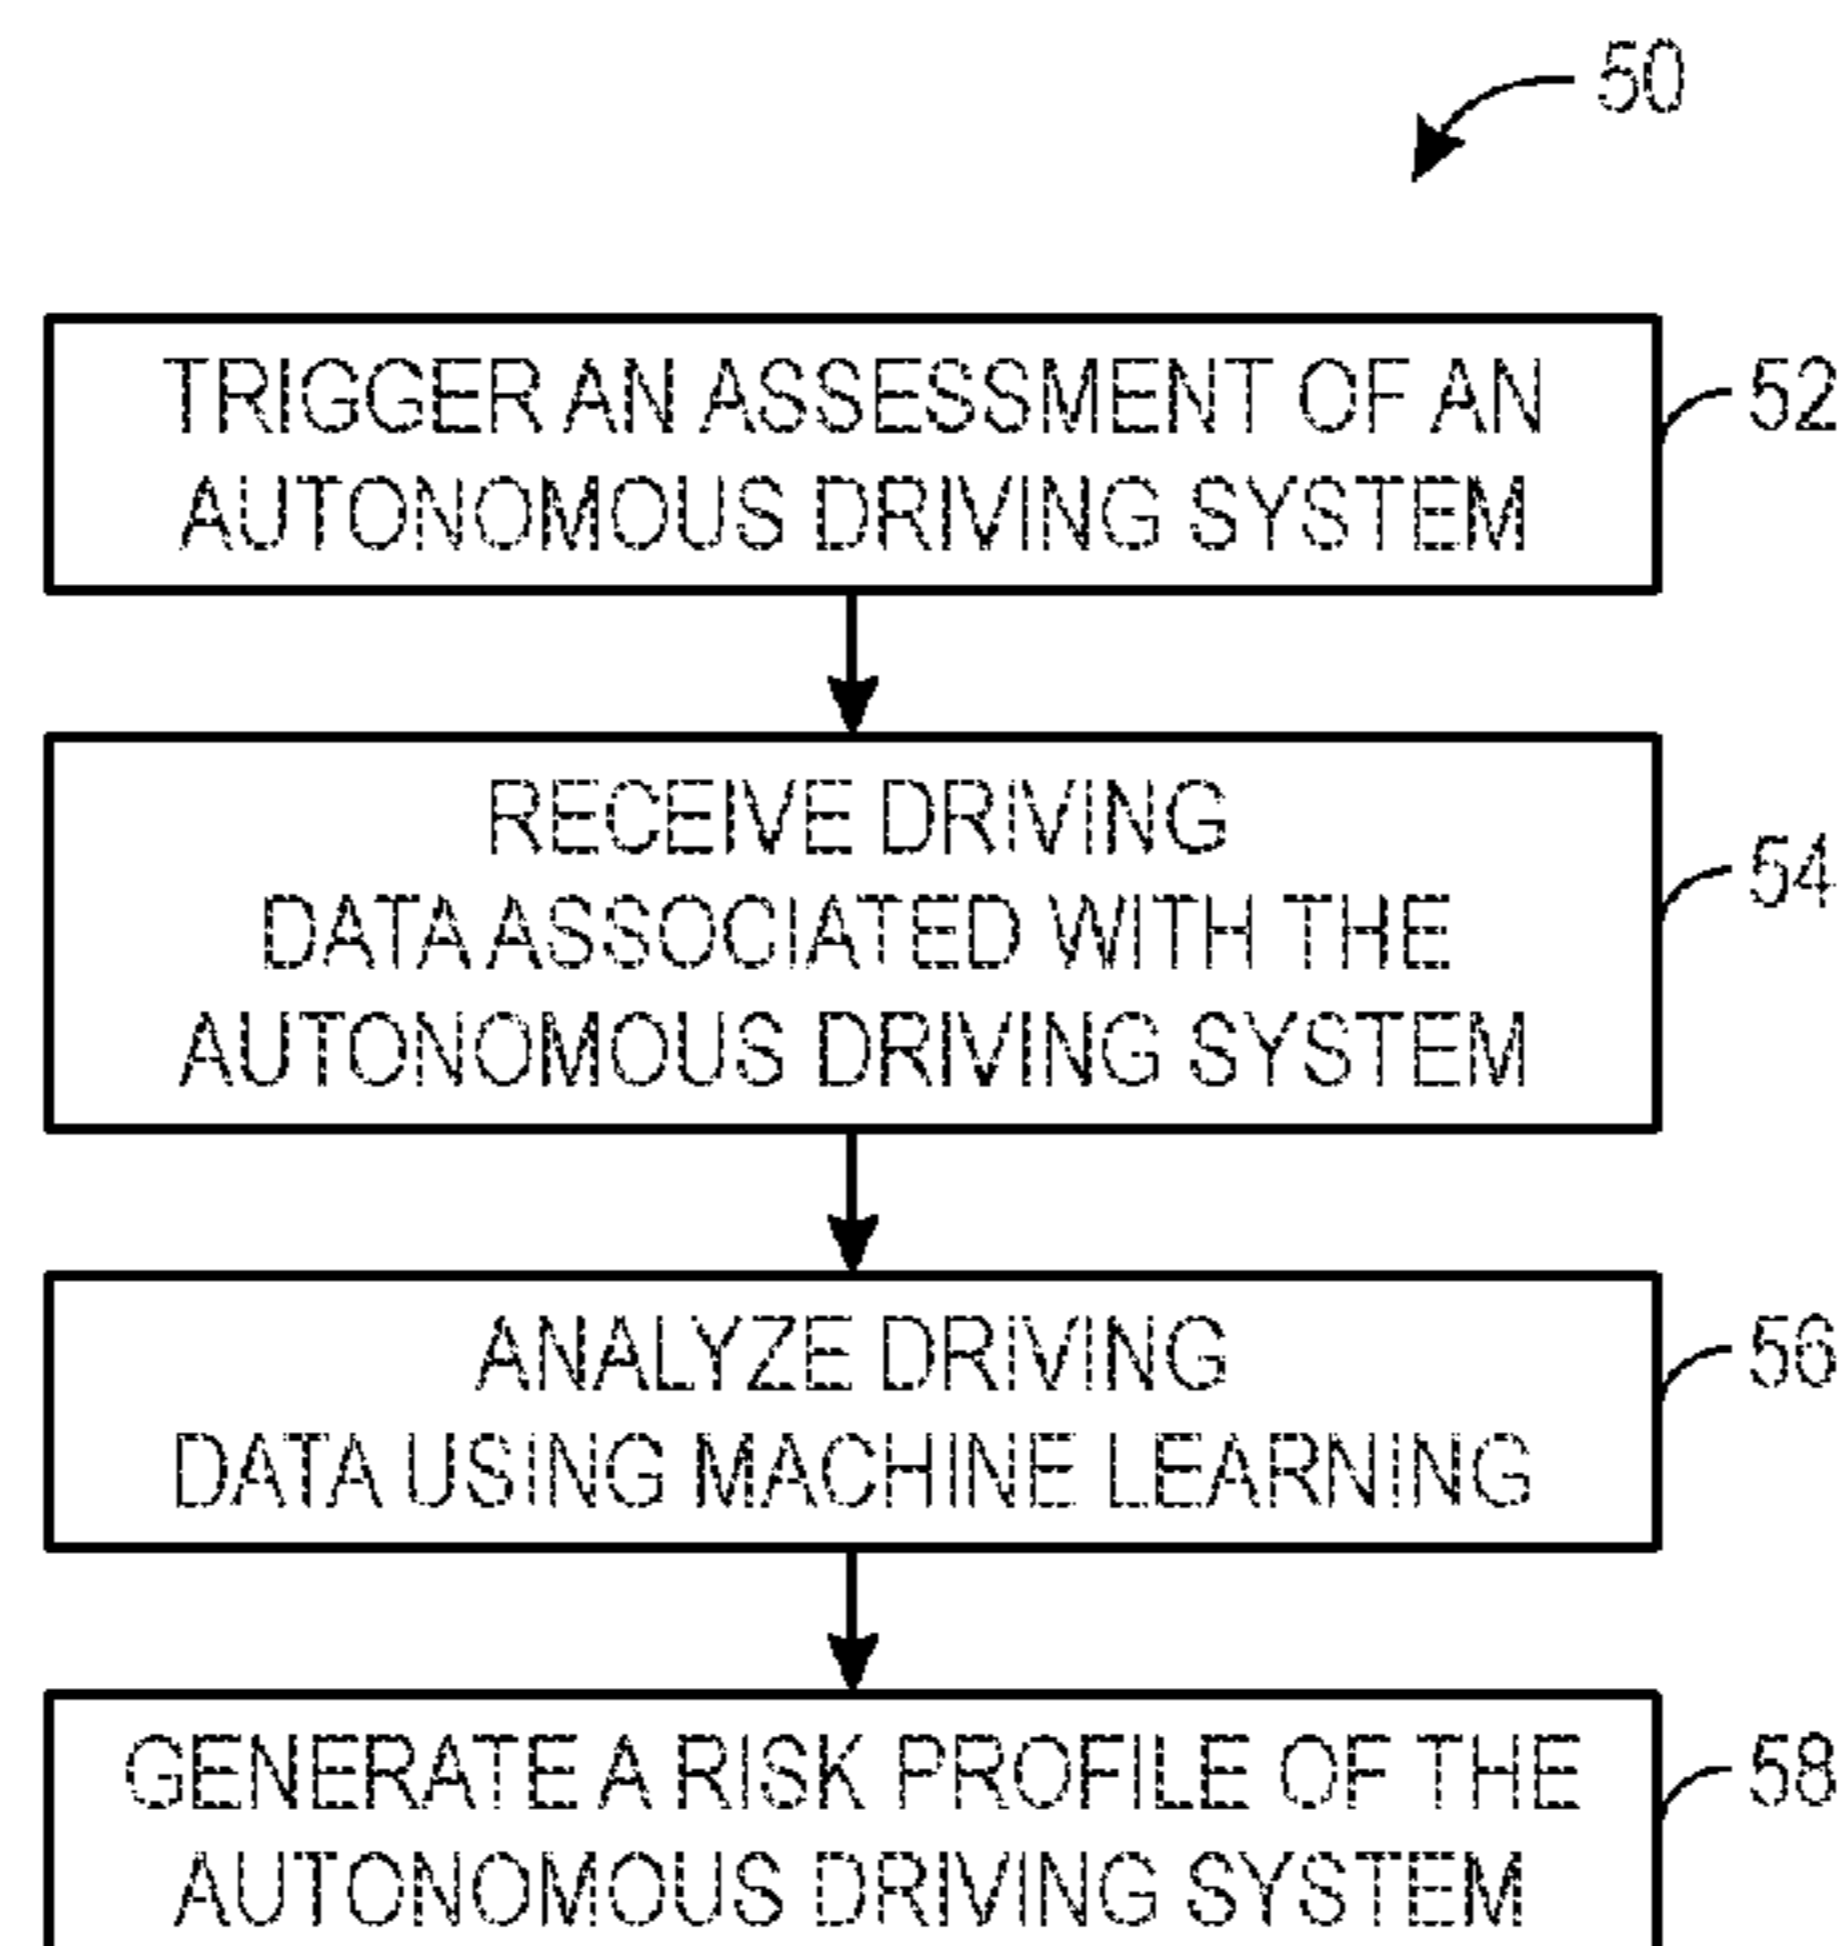 50
TRIGGER AN ASSESSMENT OF AN
AUTONOMOUS DRIVING SYSTEM
52
RECEIVE DRIVING
DATA ASSOCIATED WITH THE
AUTONOMOUS DRIVING SYSTEM
54
ANALYZE DRIVING
DATA USING MACHINE LEARNING
56
GENERATE A RISK PROFILE OF THE
AUTONOMOUS DRIVING SYSTEM
58